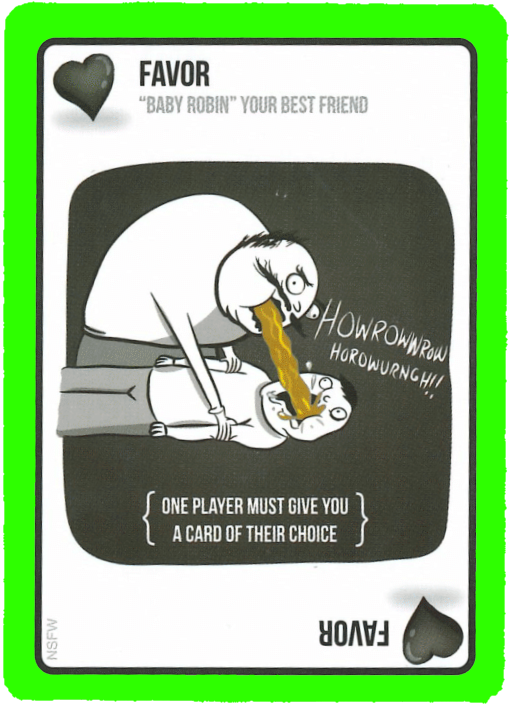 FAVOR
“BABY ROBIN” YOUR BEST FRIEND
HOWROWWROW
HOROWURNGH!!
ONE PLAYER MUST GIVE YOU
A CARD OF THEIR CHOICE
NSFW
FAVOR